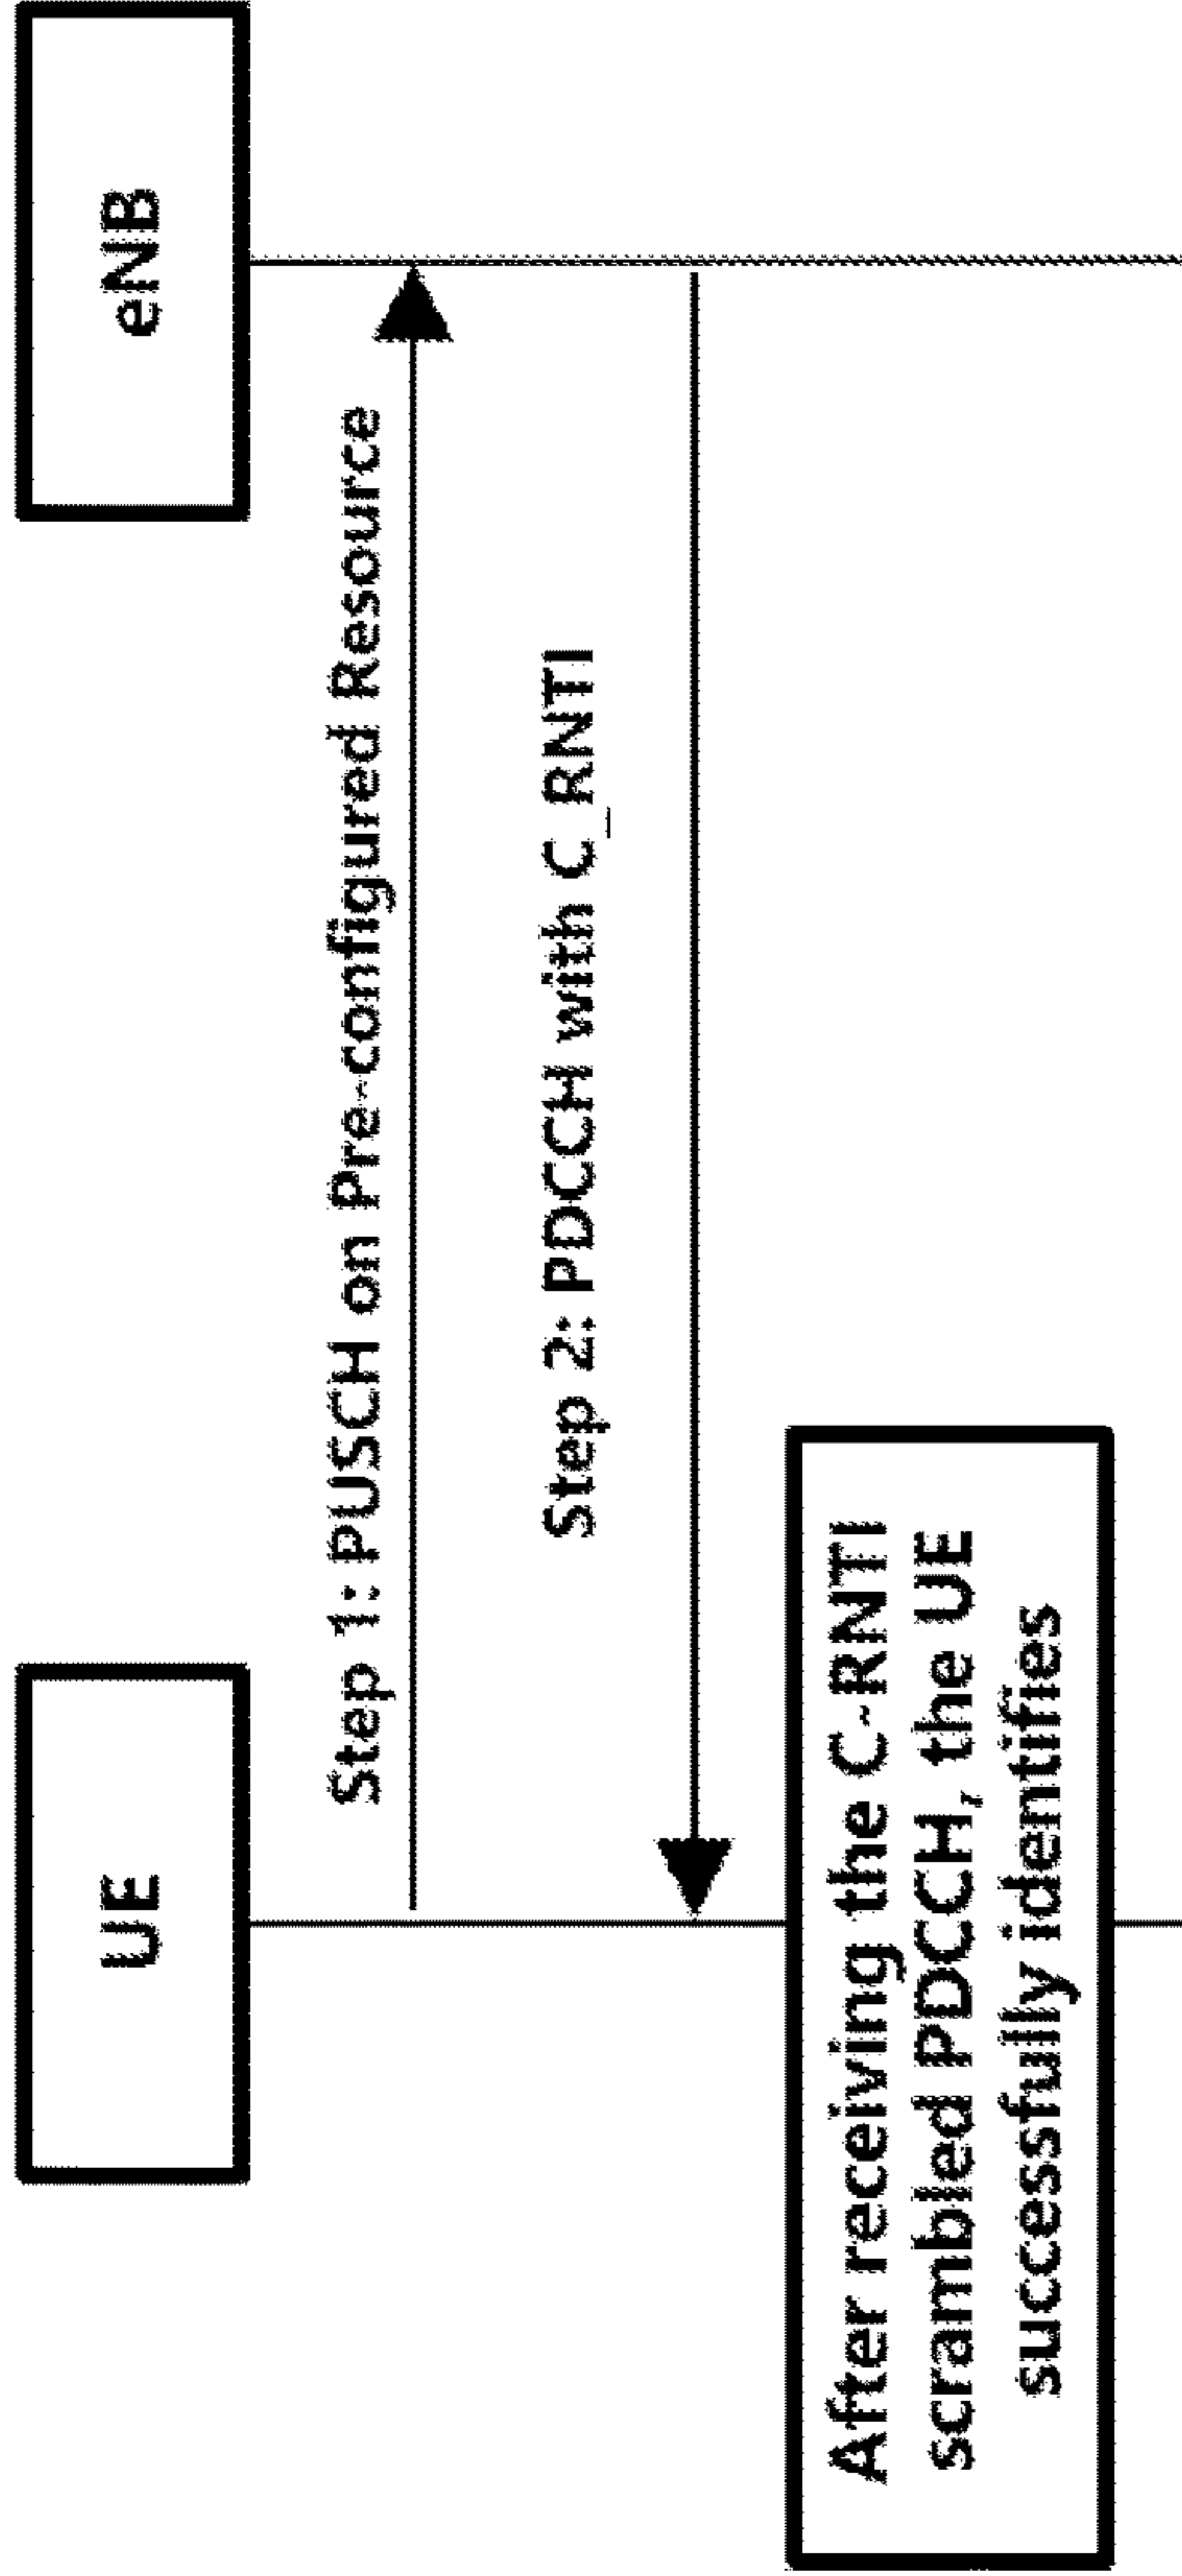 UE
eNB
Step 1: PUSCH on Pre-configured Resource
Step 2: PDCCH with C_RNTI
After receiving the C-RNTI
scrambled PDCCH, the UE
successfully identifies